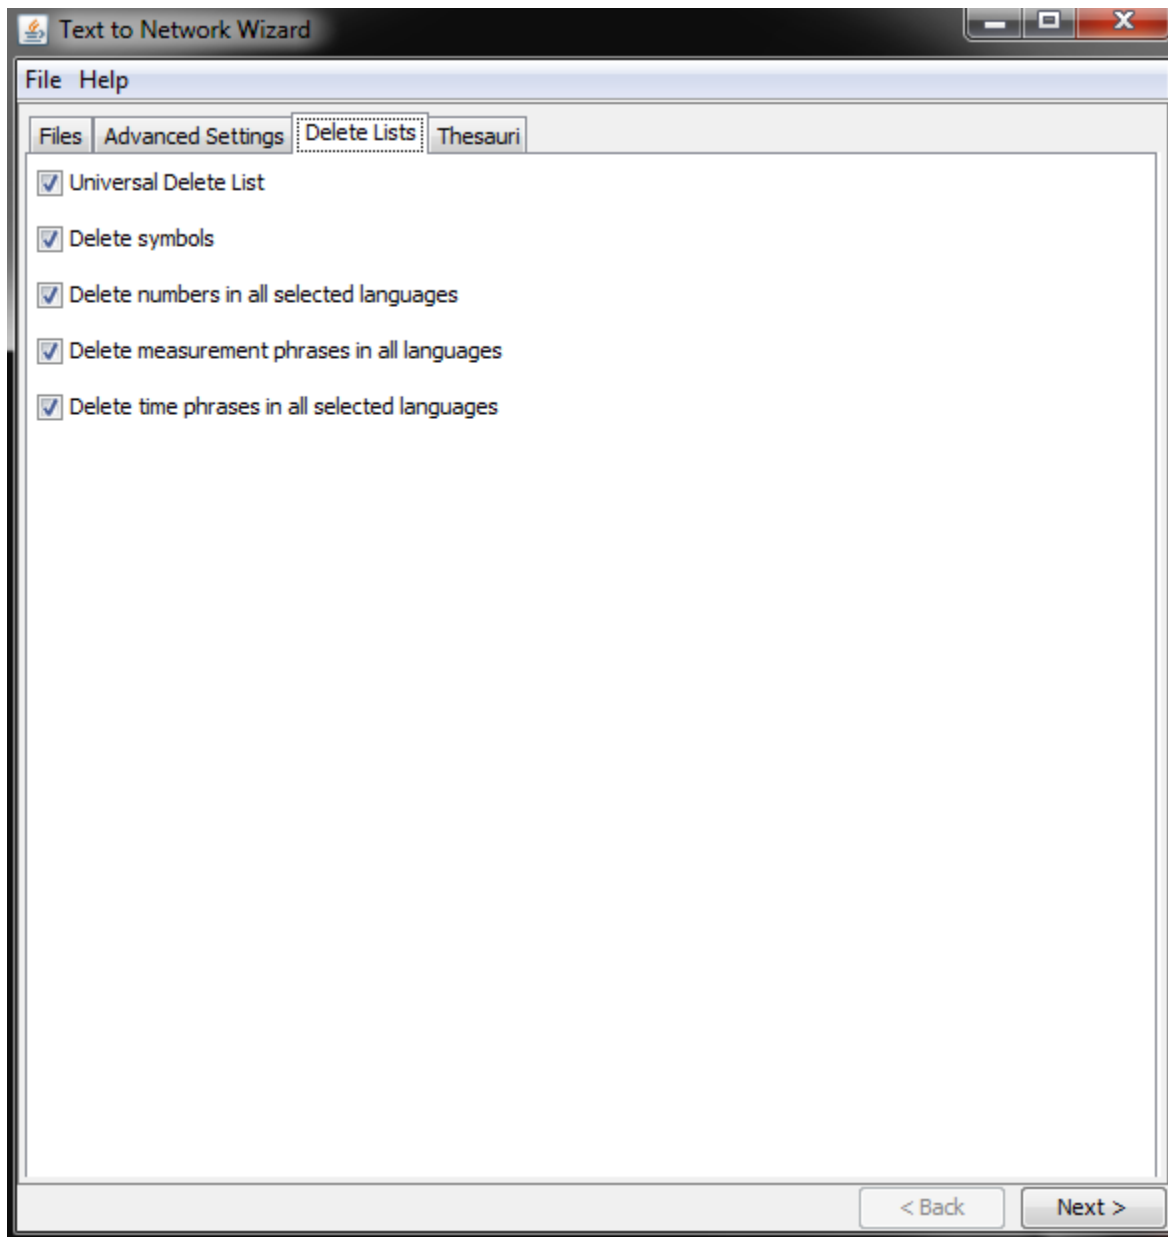 Text to Network Wizard
File Help
Files Advanced Settings Delete Lists Thesauri
Universal Delete List
Delete symbols
Delete numbers in all selected languages
Delete measurement phrases in all languages
Delete time phrases in all selected languages
< Back Next >